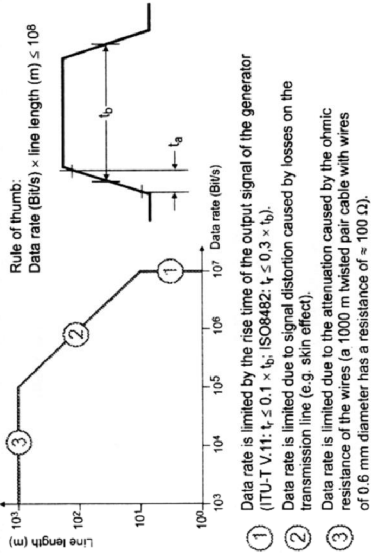 Rule of thumb:
Data rate (Bit/s) × line length (m) ≤ 10⁸
Line length (m)
10³
10²
10¹
10⁰
10³
10⁴
10⁵
10⁶
10⁷
Data rate (Bit/s)
3
2
1
t_b
t_a
1 Data rate is limited by the rise time of the output signal of the generator
(ITU-T V.11: t_r ≤ 0.1 × t_b; ISO8482: t_r ≤ 0,3 × t_b).
2 Data rate is limited due to signal distortion caused by losses on the
transmission line (e.g. skin effect).
3 Data rate is limited due to the attenuation caused by the ohmic
resistance of the wires (a 1000 m twisted pair cable with wires
of 0.6 mm diameter has a resistance of ≈ 100 Ω).